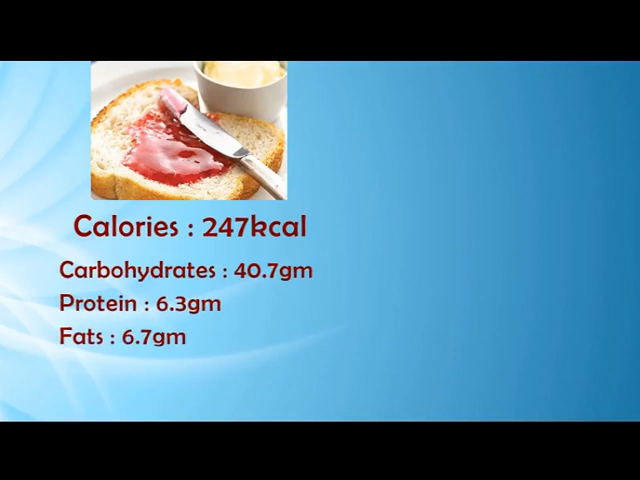 Calories : 247kcal
Carbohydrates : 40.7gm
Protein : 6.3gm
Fats : 6.7gm